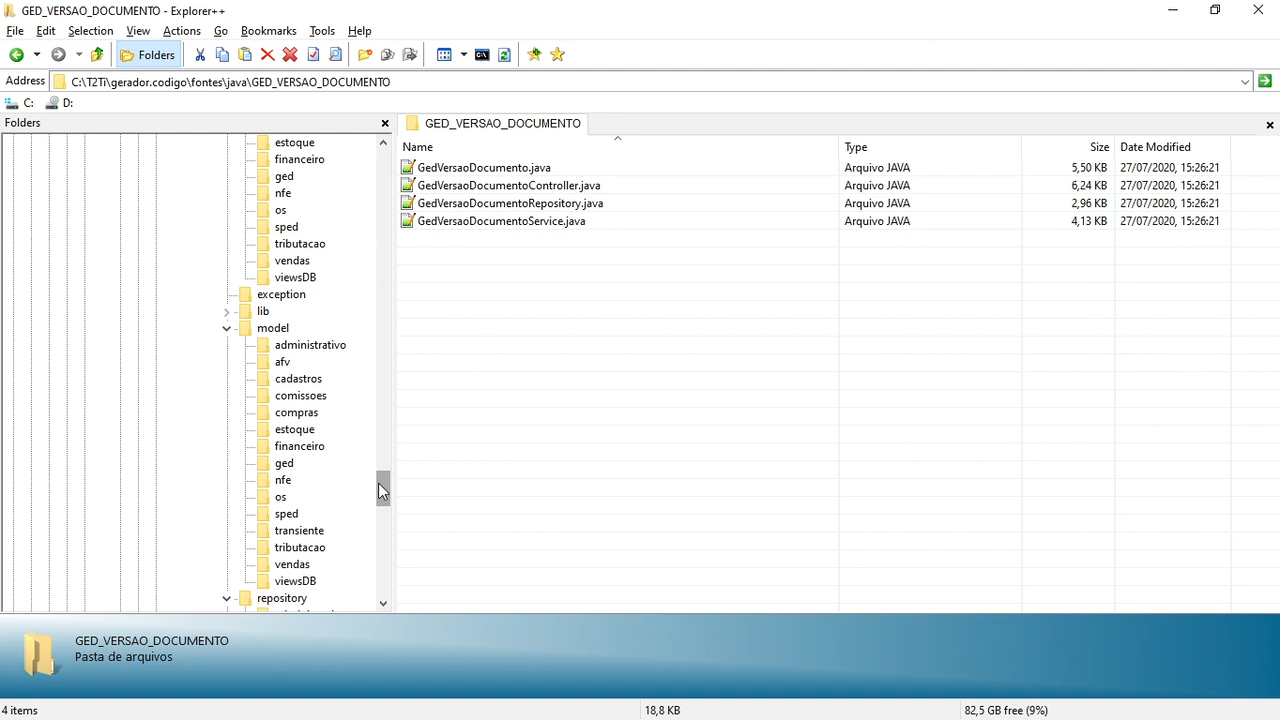 GED_VERSAO_DOCUMENTO - Explorer++
File Edit Selection View Actions Go Bookmarks Tools Help
Folders
Address C:\T2Ti\gerador.codigo\fontes\java\GED_VERSAO_DOCUMENTO
C: D:
Folders
GED_VERSAO_DOCUMENTO
Name Type Size Date Modified
GedVersaoDocumento.java Arquivo JAVA 5,50 KB 27/07/2020, 15:26:21
GedVersaoDocumentoController.java Arquivo JAVA 6,24 KB 27/07/2020, 15:26:21
GedVersaoDocumentoRepository.java Arquivo JAVA 2,96 KB 27/07/2020, 15:26:21
GedVersaoDocumentoService.java Arquivo JAVA 4,13 KB 27/07/2020, 15:26:21
estoque
financeiro
ged
nfe
os
sped
tributacao
vendas
viewsDB
exception
lib
model
administrativo
afv
cadastros
comissoes
compras
estoque
financeiro
ged
nfe
os
sped
transiente
tributacao
vendas
viewsDB
repository
GED_VERSAO_DOCUMENTO
Pasta de arquivos
4 items 18,8 KB 82,5 GB free (9%)